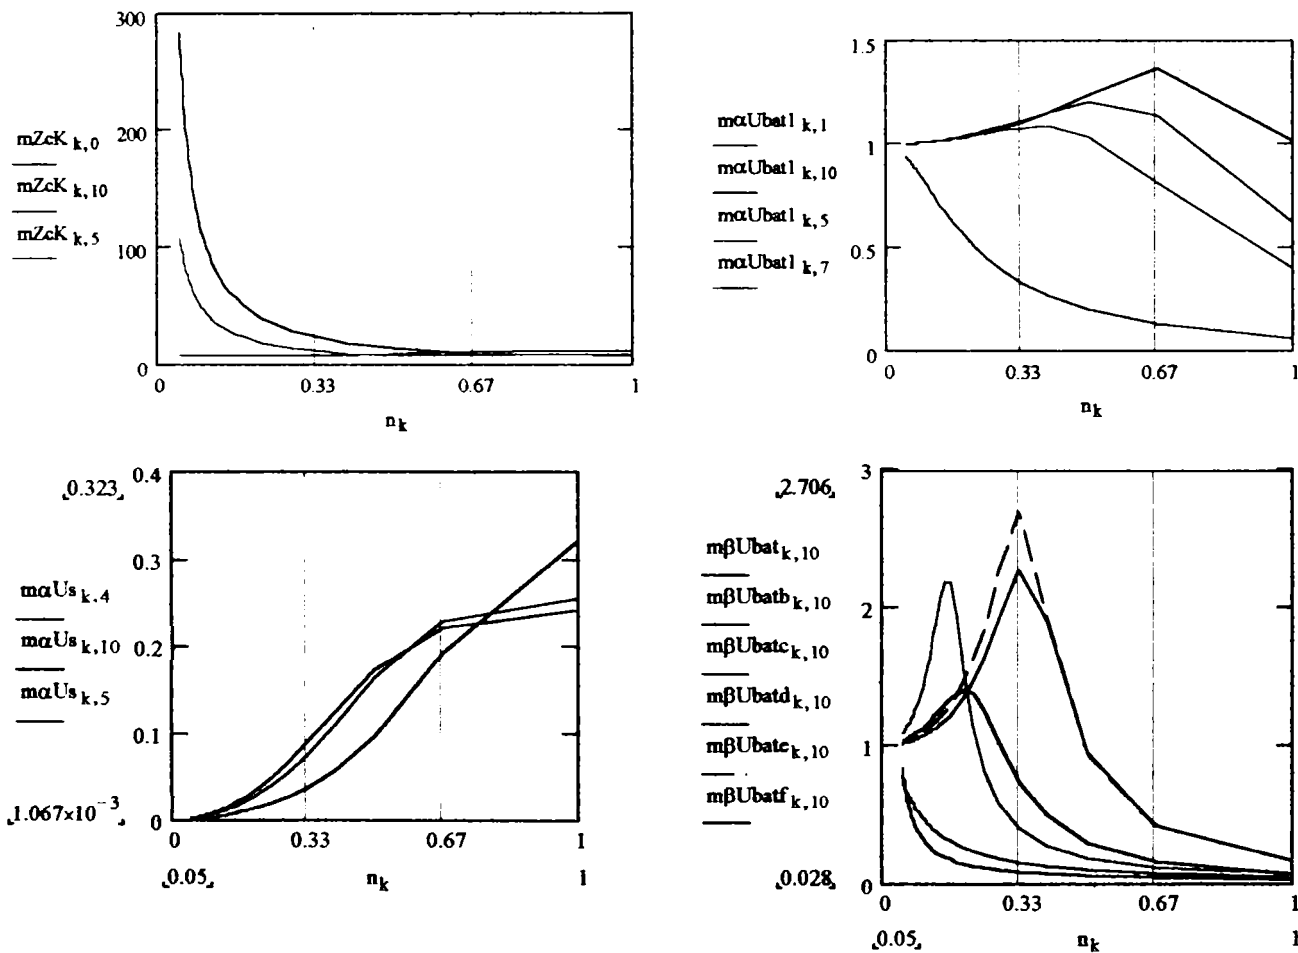 300
200
100
0
mZcK k,0
mZcK k,10
mZcK k,5
0 0.33 0.67 1
n k
1.5
1
0.5
0
mαUbat1 k,1
mαUbat1 k,10
mαUbat1 k,5
mαUbat1 k,7
0 0.33 0.67 1
n k
0.4
0.323
0.3
0.2
0.1
0
mαUs k,4
mαUs k,10
mαUs k,5
1.067×10⁻³
0 0.33 0.67 1
0.05 n k 1
3
2.706
2
1
0
mβUbat k,10
mβUbatb k,10
mβUbatc k,10
mβUbatd k,10
mβUbate k,10
mβUbatf k,10
0.028
0 0.33 0.67 1
0.05 n k 1